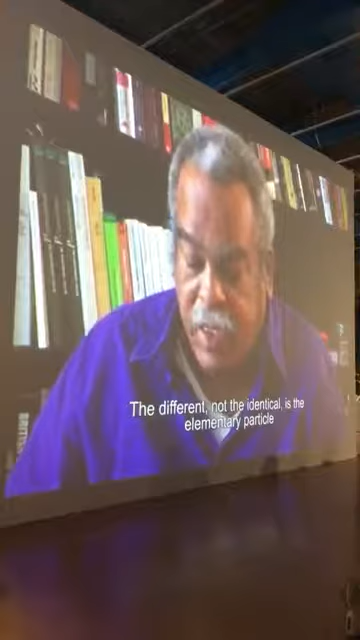 The different, not the identical, is the
elementary particle